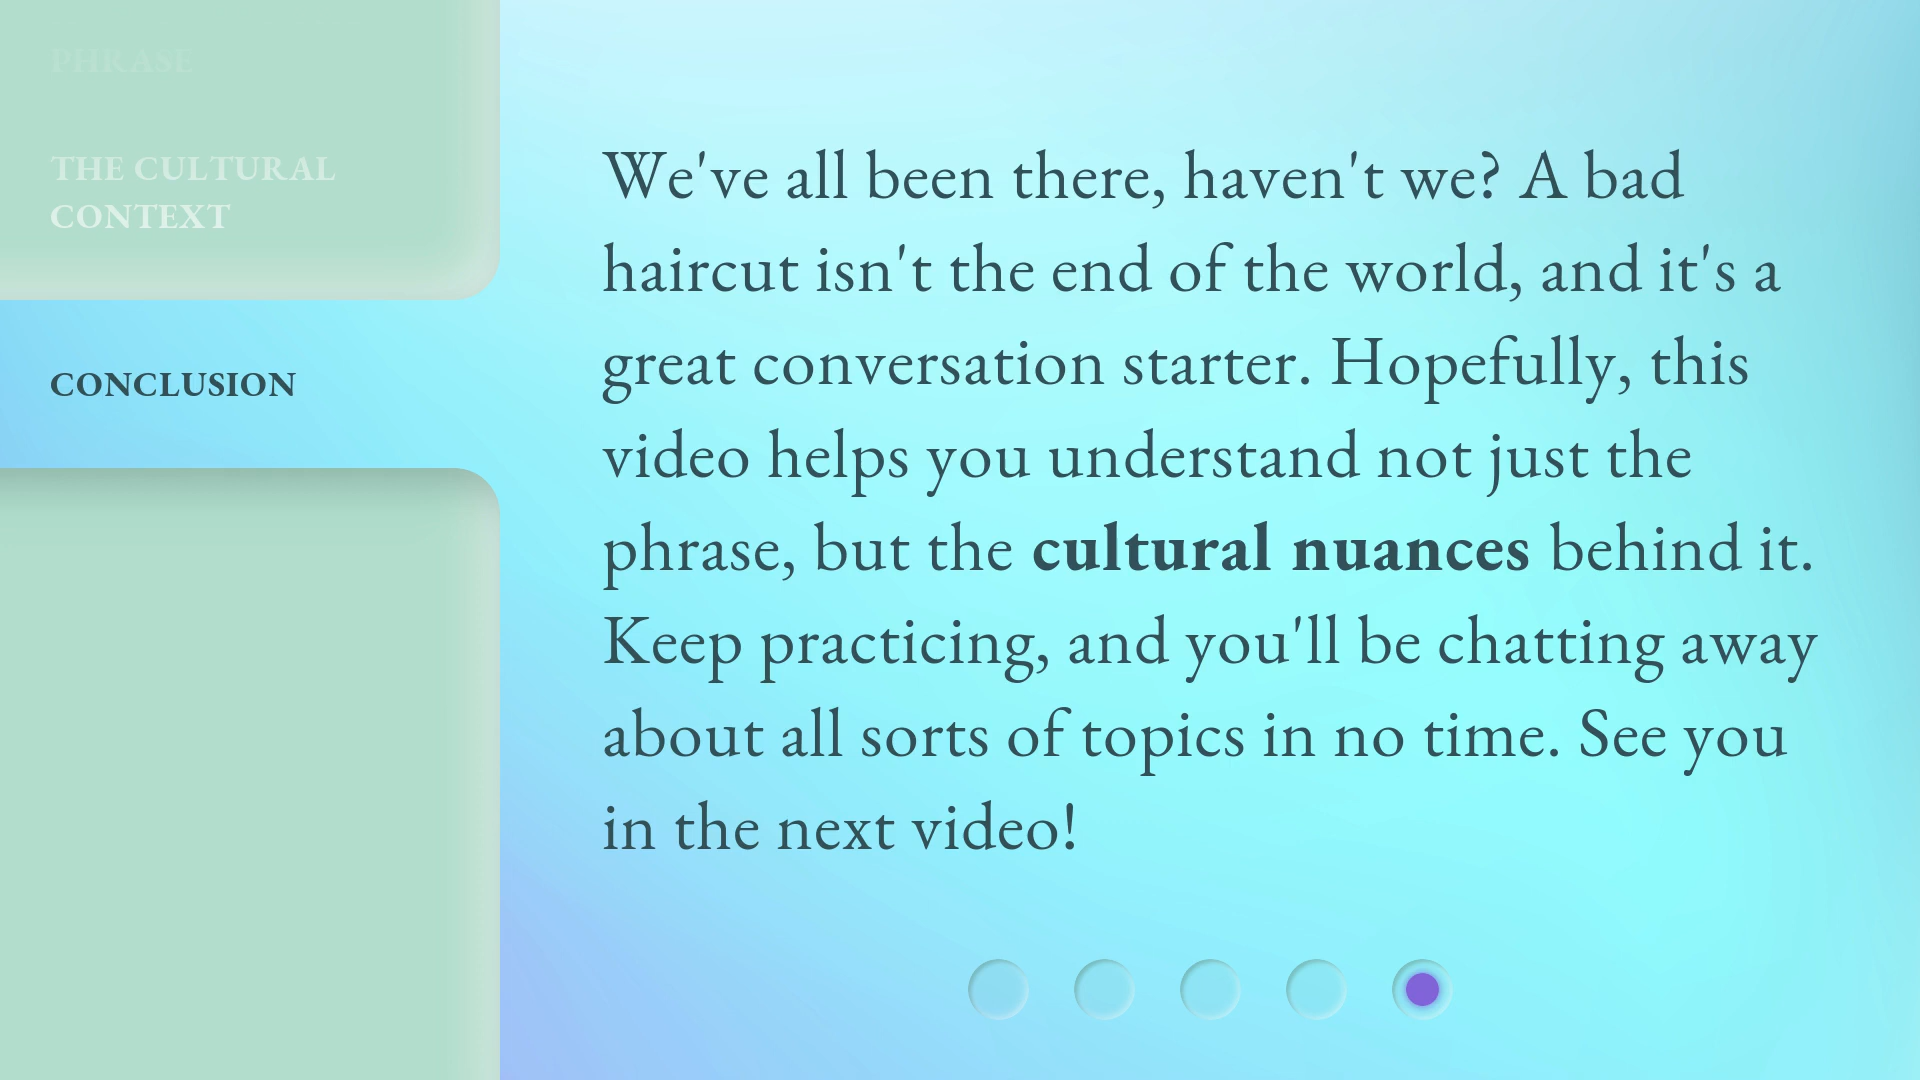 PHRASE
THE CULTURAL
CONTEXT
CONCLUSION
We've all been there, haven't we? A bad
haircut isn't the end of the world, and it's a
great conversation starter. Hopefully, this
video helps you understand not just the
phrase, but the cultural nuances behind it.
Keep practicing, and you'll be chatting away
about all sorts of topics in no time. See you
in the next video!